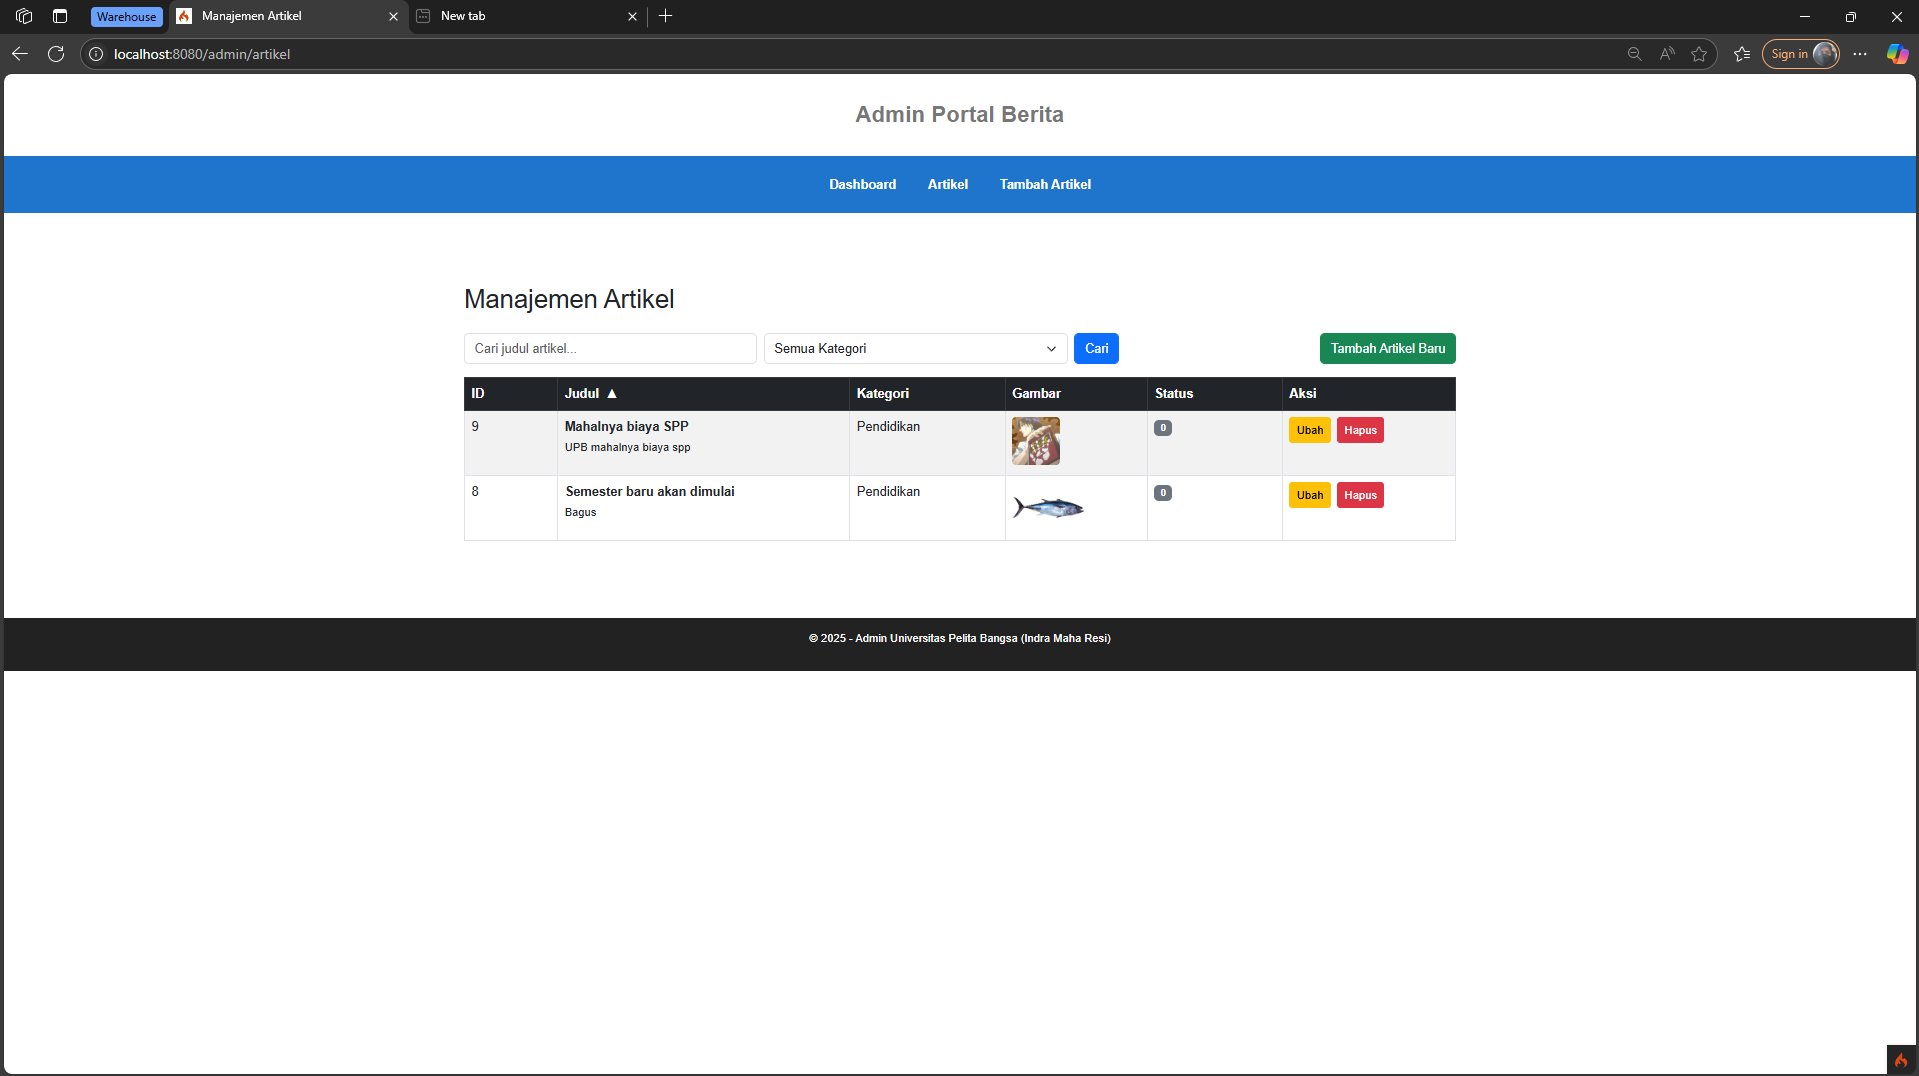 Warehouse
Manajemen Artikel
New tab
localhost:8080/admin/artikel
Sign in
Admin Portal Berita
Dashboard
Artikel
Tambah Artikel
Manajemen Artikel
Cari judul artikel...
Semua Kategori
Cari
Tambah Artikel Baru
ID
Judul ▲
Kategori
Gambar
Status
Aksi
9
Mahalnya biaya SPP
UPB mahalnya biaya spp
Pendidikan
0
Ubah
Hapus
8
Semester baru akan dimulai
Bagus
Pendidikan
0
Ubah
Hapus
© 2025 - Admin Universitas Pelita Bangsa (Indra Maha Resi)